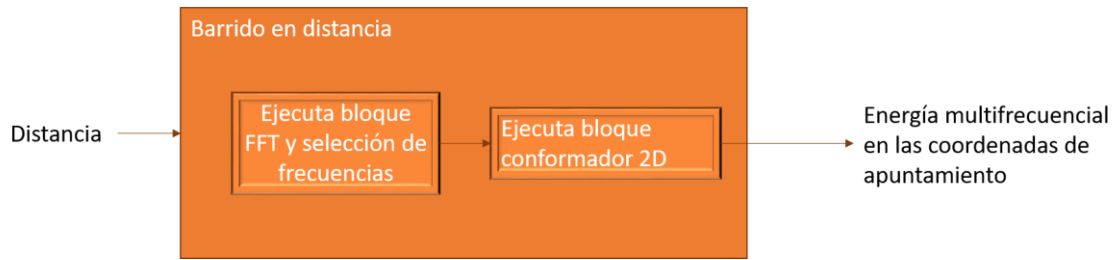 Barrido en distancia
Distancia
Ejecuta bloque
FFT y selección de
frecuencias
Ejecuta bloque
conformador 2D
Energía multifrecuencial
en las coordenadas de
apuntamiento